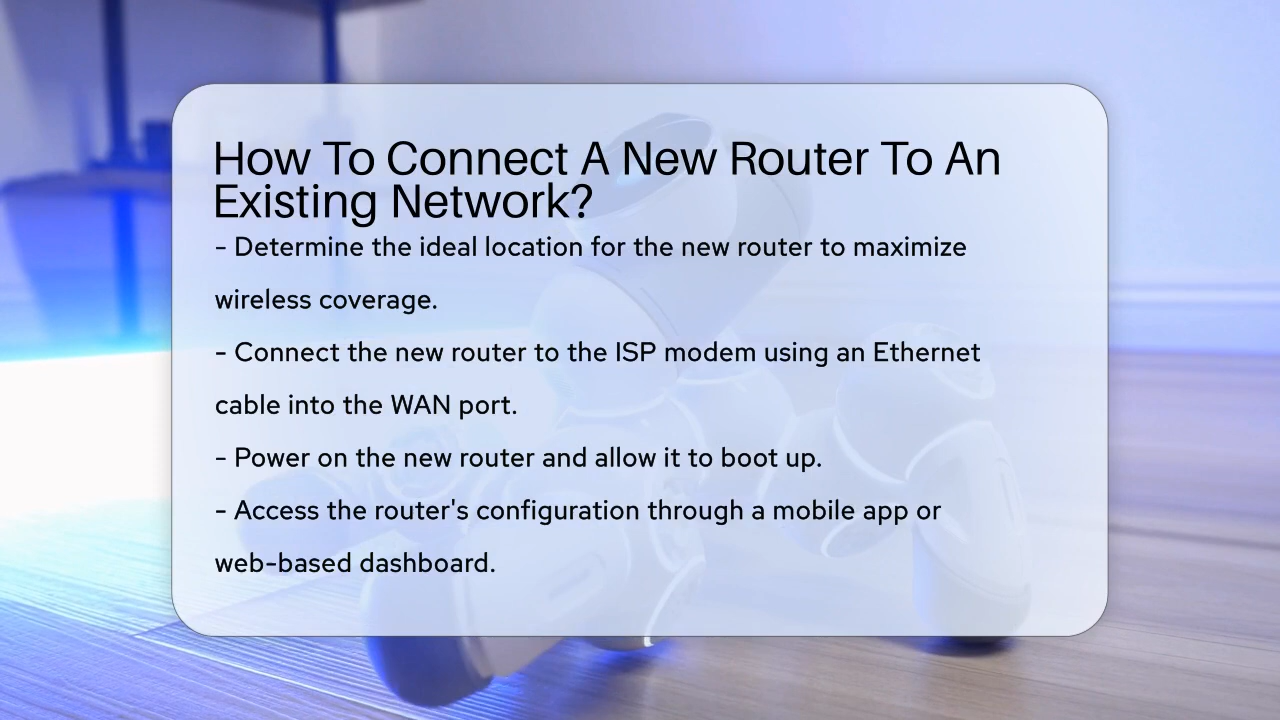 How To Connect A New Router To An
Existing Network?
- Determine the ideal location for the new router to maximize
wireless coverage.
- Connect the new router to the ISP modem using an Ethernet
cable into the WAN port.
- Power on the new router and allow it to boot up.
- Access the router's configuration through a mobile app or
web-based dashboard.